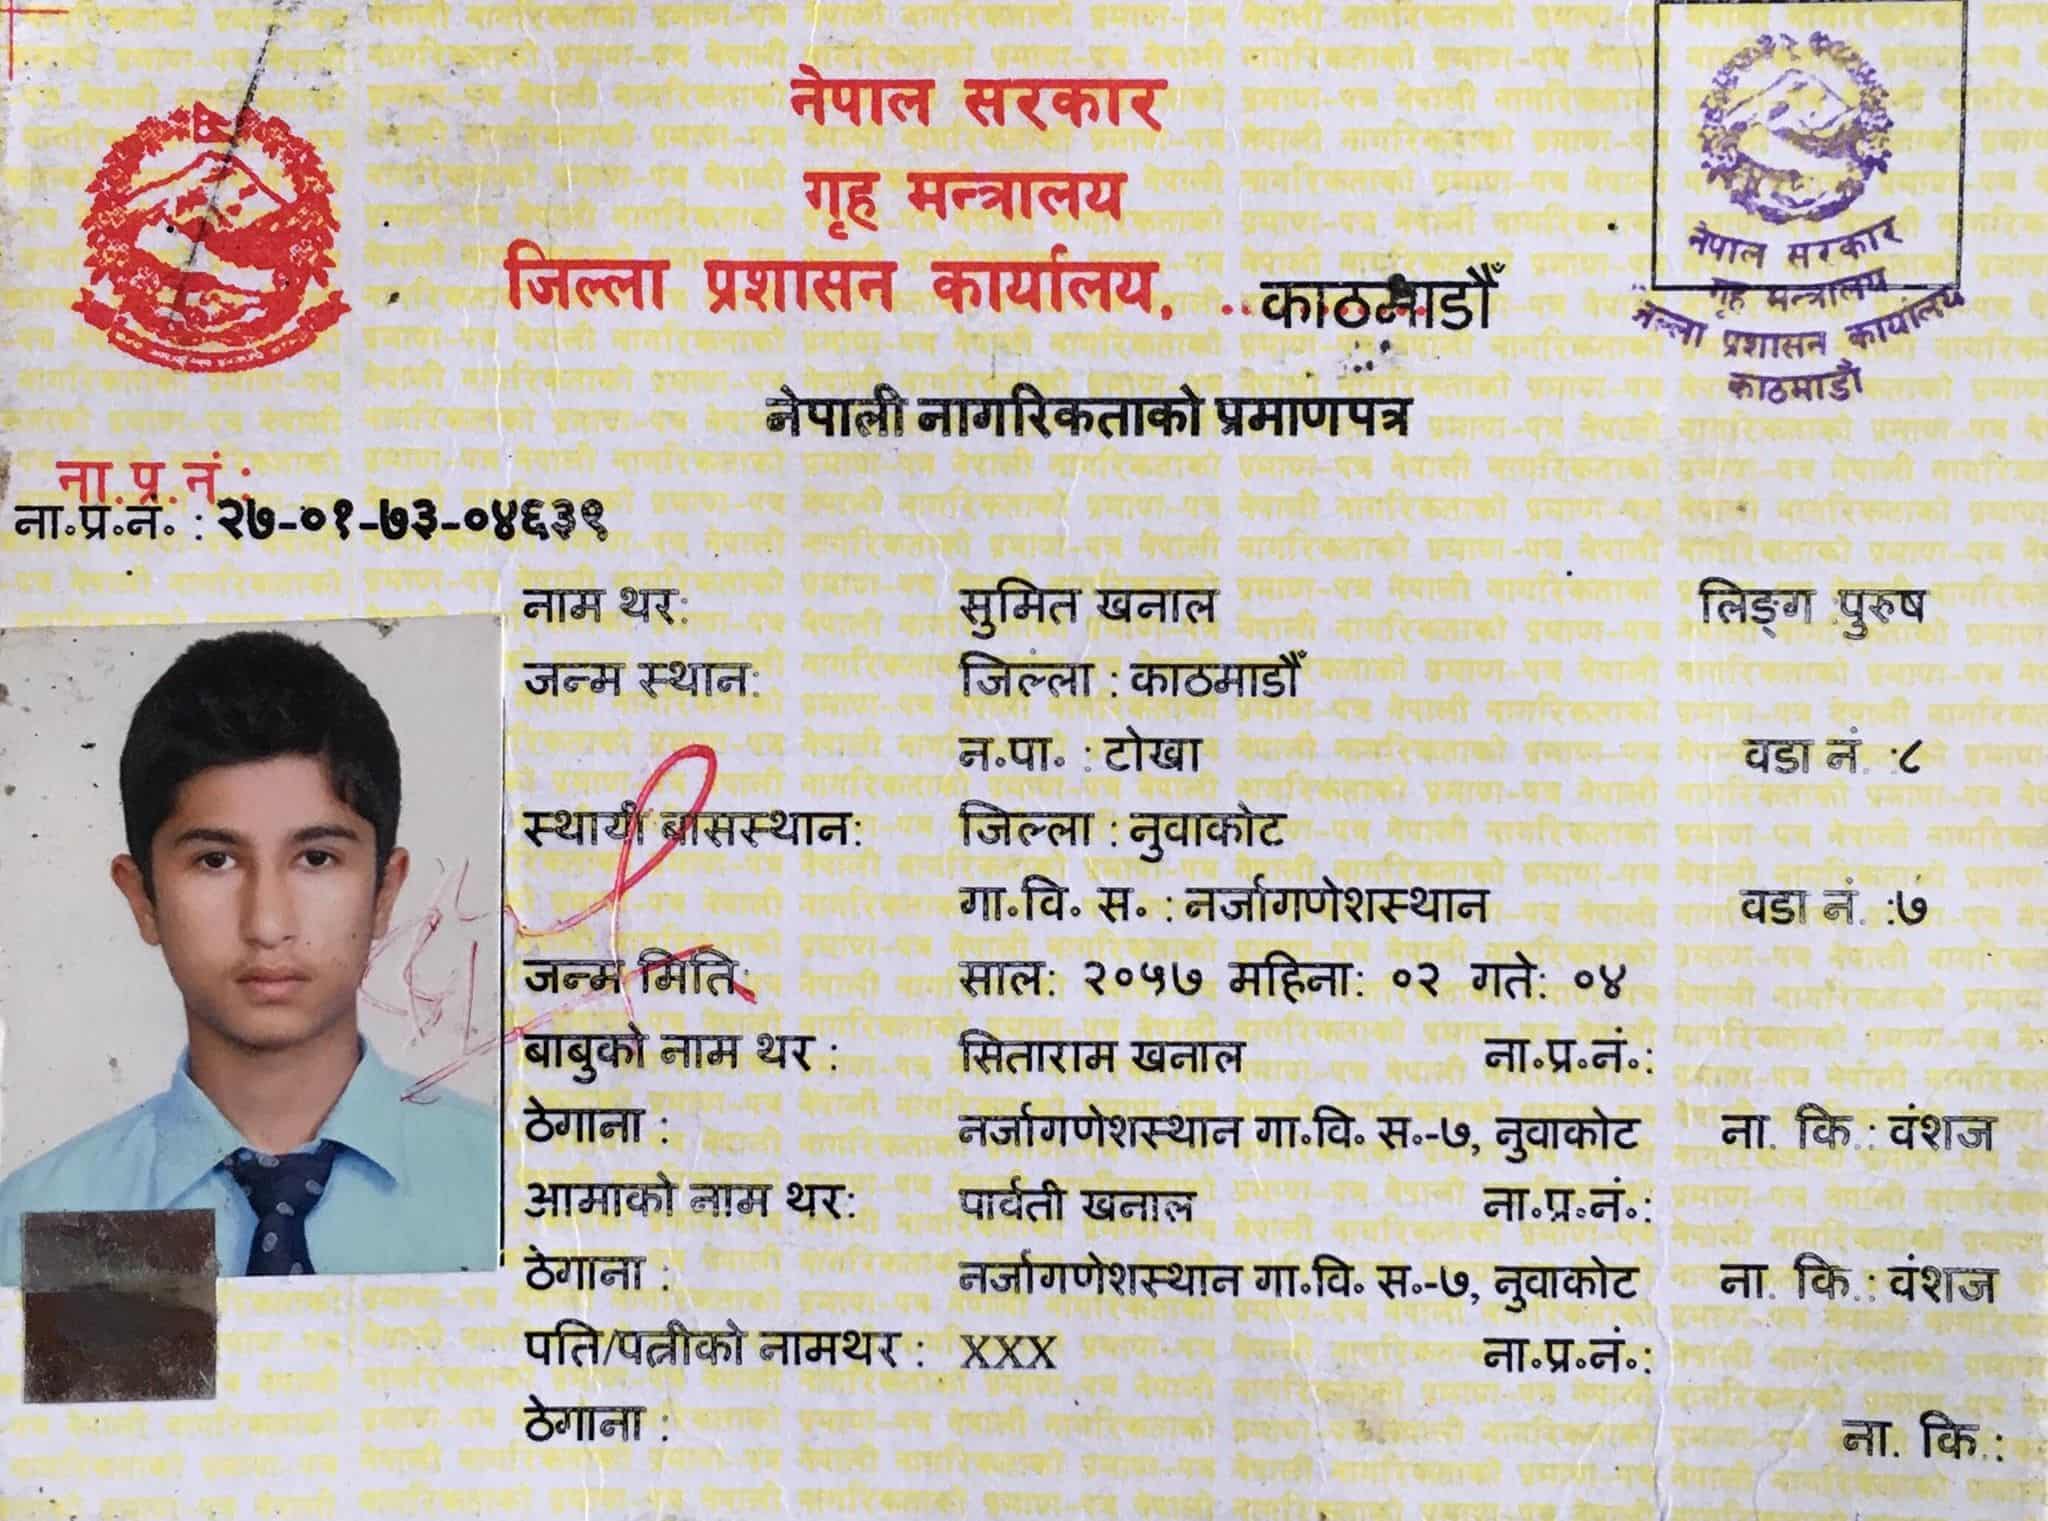 नेपाल सरकार
गृह मन्त्रालय
जिल्ला प्रशासन कार्यालय, ..काठमाडौँ
नेपाल सरकार
गृह मन्त्रालय
जिल्ला प्रशासन कार्यालय
काठमाडौं
नेपाली नागरिकताको प्रमाणपत्र
ना.प्र.नं.:
ना॰प्र॰नं॰ : २७-०१-७३-०४६३९
नाम थर: सुमित खनाल लिङ्ग :पुरुष
जन्म स्थान: जिल्ला : काठमाडौँ
न॰पा॰ : टोखा वडा नं. :८
स्थायी बासस्थान: जिल्ला : नुवाकोट
गा॰वि॰ स॰ : नर्जागणेशस्थान वडा नं. :७
जन्म मिति: साल: २०५७ महिना: ०२ गते: ०४
बाबुको नाम थर : सिताराम खनाल ना॰प्र॰नं॰:
ठेगाना : नर्जागणेशस्थान गा॰वि॰ स॰-७, नुवाकोट ना. कि.: वंशज
आमाको नाम थर: पार्वती खनाल ना॰प्र॰नं॰:
ठेगाना : नर्जागणेशस्थान गा॰वि॰ स॰-७, नुवाकोट ना. कि.: वंशज
पति/पत्नीको नामथर : XXX ना॰प्र॰नं॰:
ठेगाना : ना. कि.: